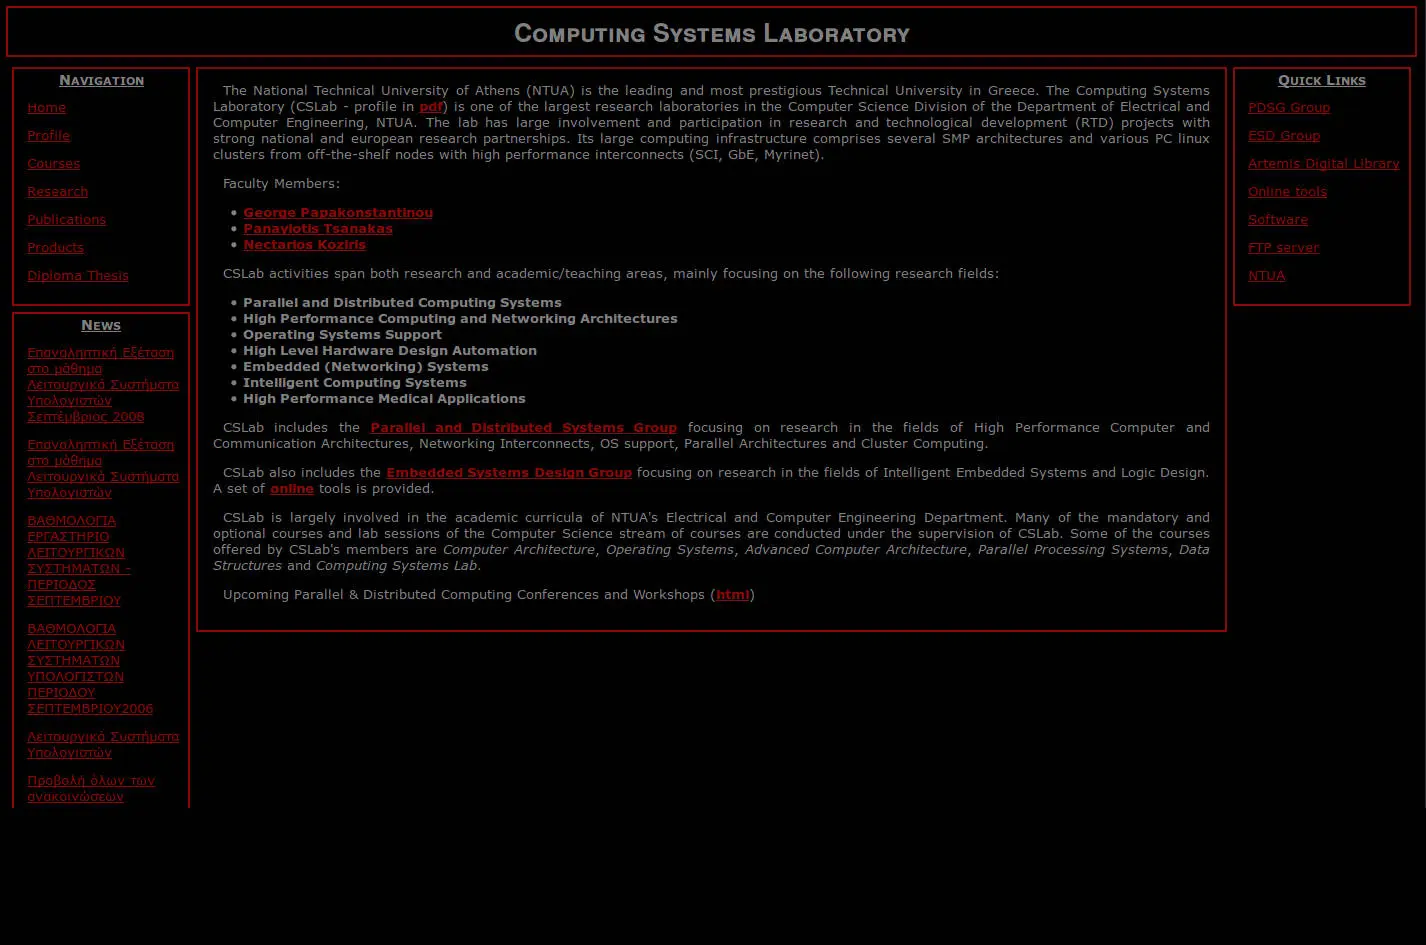 Computing Systems Laboratory
Navigation
Home
Profile
Courses
Research
Publications
Products
Diploma Thesis
News
Επαναληπτική Εξέταση
στο μάθημα
Λειτουργικά Συστήματα
Υπολογιστών
Σεπτέμβριος 2008
Επαναληπτική Εξέταση
στο μάθημα
Λειτουργικά Συστήματα
Υπολογιστών
ΒΑΘΜΟΛΟΓΙΑ
ΕΡΓΑΣΤΗΡΙΟ
ΛΕΙΤΟΥΡΓΙΚΩΝ
ΣΥΣΤΗΜΑΤΩΝ -
ΠΕΡΙΟΔΟΣ
ΣΕΠΤΕΜΒΡΙΟΥ
ΒΑΘΜΟΛΟΓΙΑ
ΛΕΙΤΟΥΡΓΙΚΩΝ
ΣΥΣΤΗΜΑΤΩΝ
ΥΠΟΛΟΓΙΣΤΩΝ
ΠΕΡΙΟΔΟΥ
ΣΕΠΤΕΜΒΡΙΟΥ2006
Λειτουργικά Συστήματα
Υπολογιστών
Προβολή όλων των
ανακοινώσεων
The National Technical University of Athens (NTUA) is the leading and most prestigious Technical University in Greece. The Computing Systems
Laboratory (CSLab - profile in pdf) is one of the largest research laboratories in the Computer Science Division of the Department of Electrical and
Computer Engineering, NTUA. The lab has large involvement and participation in research and technological development (RTD) projects with
strong national and european research partnerships. Its large computing infrastructure comprises several SMP architectures and various PC linux
clusters from off-the-shelf nodes with high performance interconnects (SCI, GbE, Myrinet).
Faculty Members:
• George Papakonstantinou
• Panayiotis Tsanakas
• Nectarios Koziris
CSLab activities span both research and academic/teaching areas, mainly focusing on the following research fields:
• Parallel and Distributed Computing Systems
• High Performance Computing and Networking Architectures
• Operating Systems Support
• High Level Hardware Design Automation
• Embedded (Networking) Systems
• Intelligent Computing Systems
• High Performance Medical Applications
CSLab includes the Parallel and Distributed Systems Group focusing on research in the fields of High Performance Computer and
Communication Architectures, Networking Interconnects, OS support, Parallel Architectures and Cluster Computing.
CSLab also includes the Embedded Systems Design Group focusing on research in the fields of Intelligent Embedded Systems and Logic Design.
A set of online tools is provided.
CSLab is largely involved in the academic curricula of NTUA's Electrical and Computer Engineering Department. Many of the mandatory and
optional courses and lab sessions of the Computer Science stream of courses are conducted under the supervision of CSLab. Some of the courses
offered by CSLab's members are Computer Architecture, Operating Systems, Advanced Computer Architecture, Parallel Processing Systems, Data
Structures and Computing Systems Lab.
Upcoming Parallel & Distributed Computing Conferences and Workshops (html)
Quick Links
PDSG Group
ESD Group
Artemis Digital Library
Online tools
Software
FTP server
NTUA